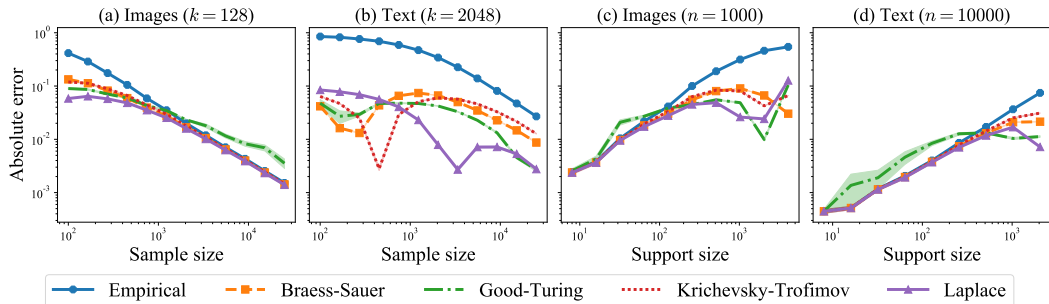 (a) Images (k = 128)
(b) Text (k = 2048)
(c) Images (n = 1000)
(d) Text (n = 10000)
Absolute error
10^0
10^-1
10^-2
10^-3
10^2 10^3 10^4
10^2 10^3 10^4
10^1 10^2 10^3
10^1 10^2 10^3
Sample size
Sample size
Support size
Support size
Empirical Braess-Sauer Good-Turing Krichevsky-Trofimov Laplace